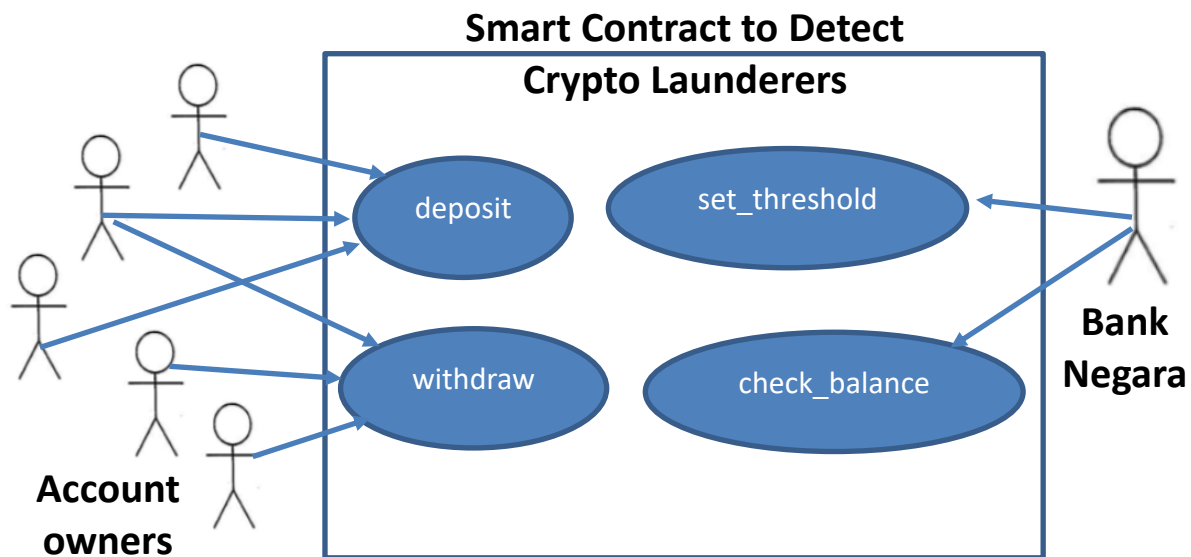 Smart Contract to Detect
Crypto Launderers
deposit
set_threshold
withdraw
check_balance
Bank
Negara
Account
owners